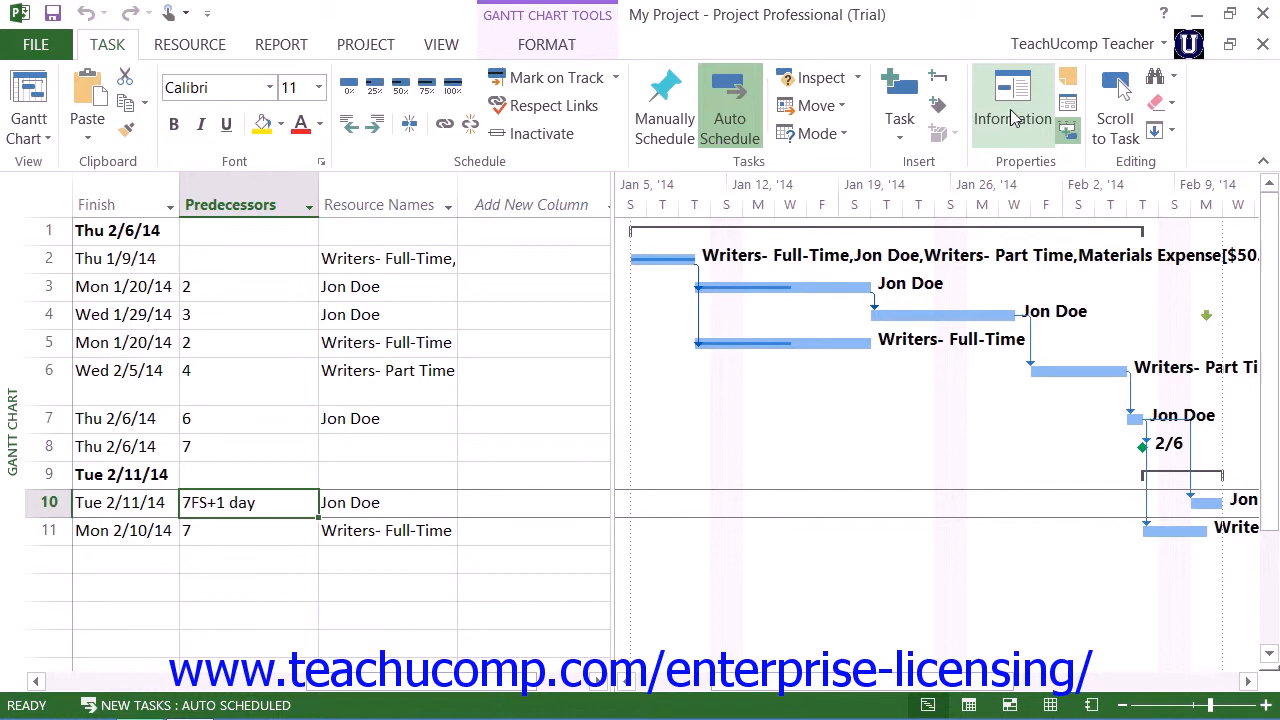 GANTT CHART TOOLS
My Project - Project Professional (Trial)
?
FILE
TASK
RESOURCE
REPORT
PROJECT
VIEW
FORMAT
TeachUcomp Teacher
U
Gantt
Chart
View
Paste
Clipboard
Calibri
11
B I U
A
Font
0% 25% 50% 75% 100%
Mark on Track
Respect Links
Inactivate
Schedule
Manually
Schedule
Auto
Schedule
Inspect
Move
Mode
Tasks
Task
Insert
Information
Properties
Scroll
to Task
Editing
Finish Predecessors Resource Names Add New Column
Jan 5, '14 Jan 12, '14 Jan 19, '14 Jan 26, '14 Feb 2, '14 Feb 9, '14
S T T S M W F S T T S M W F S T T S M W
1 Thu 2/6/14
2 Thu 1/9/14 Writers- Full-Time,
Writers- Full-Time,Jon Doe,Writers- Part Time,Materials Expense[$50.
3 Mon 1/20/14 2 Jon Doe
Jon Doe
4 Wed 1/29/14 3 Jon Doe
Jon Doe
5 Mon 1/20/14 2 Writers- Full-Time
Writers- Full-Time
6 Wed 2/5/14 4 Writers- Part Time
Writers- Part Ti
7 Thu 2/6/14 6 Jon Doe
Jon Doe
8 Thu 2/6/14 7
2/6
9 Tue 2/11/14
10 Tue 2/11/14 7FS+1 day Jon Doe
Jon
11 Mon 2/10/14 7 Writers- Full-Time
Write
GANTT CHART
www.teachucomp.com/enterprise-licensing/
READY
NEW TASKS : AUTO SCHEDULED